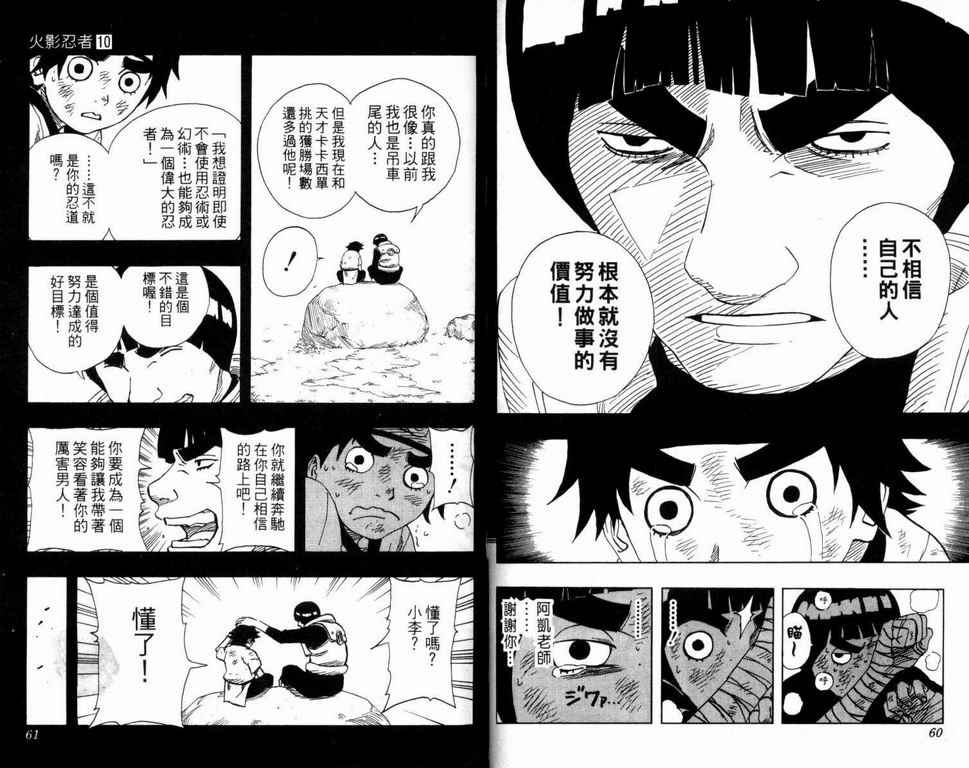 不相信
自己的人
……
根本就沒有
努力做事的
價值！
呼
瞄～
呼
………
………
………
阿凱老師
謝謝你…
ジワァ…
60
火影忍者10
你真的跟我
很像…以前
我也是吊車
尾的人…
但是我現在和
天才卡卡西單
挑的獲勝場數
還多過他呢！
！
「我想證明即使
不會使用忍術或
幻術…也能夠成
為一個偉大的忍
者！」
……這不就
是你的忍道
嗎？
這是個
不錯的目
標喔！
是個值得
努力達成的
好目標！
……
你就繼續奔馳
在你自己相信
的路上吧！
你要成為一個
能夠讓我帶著
笑容看著你的
厲害男人！
懂了嗎？
小李？
懂了！
61